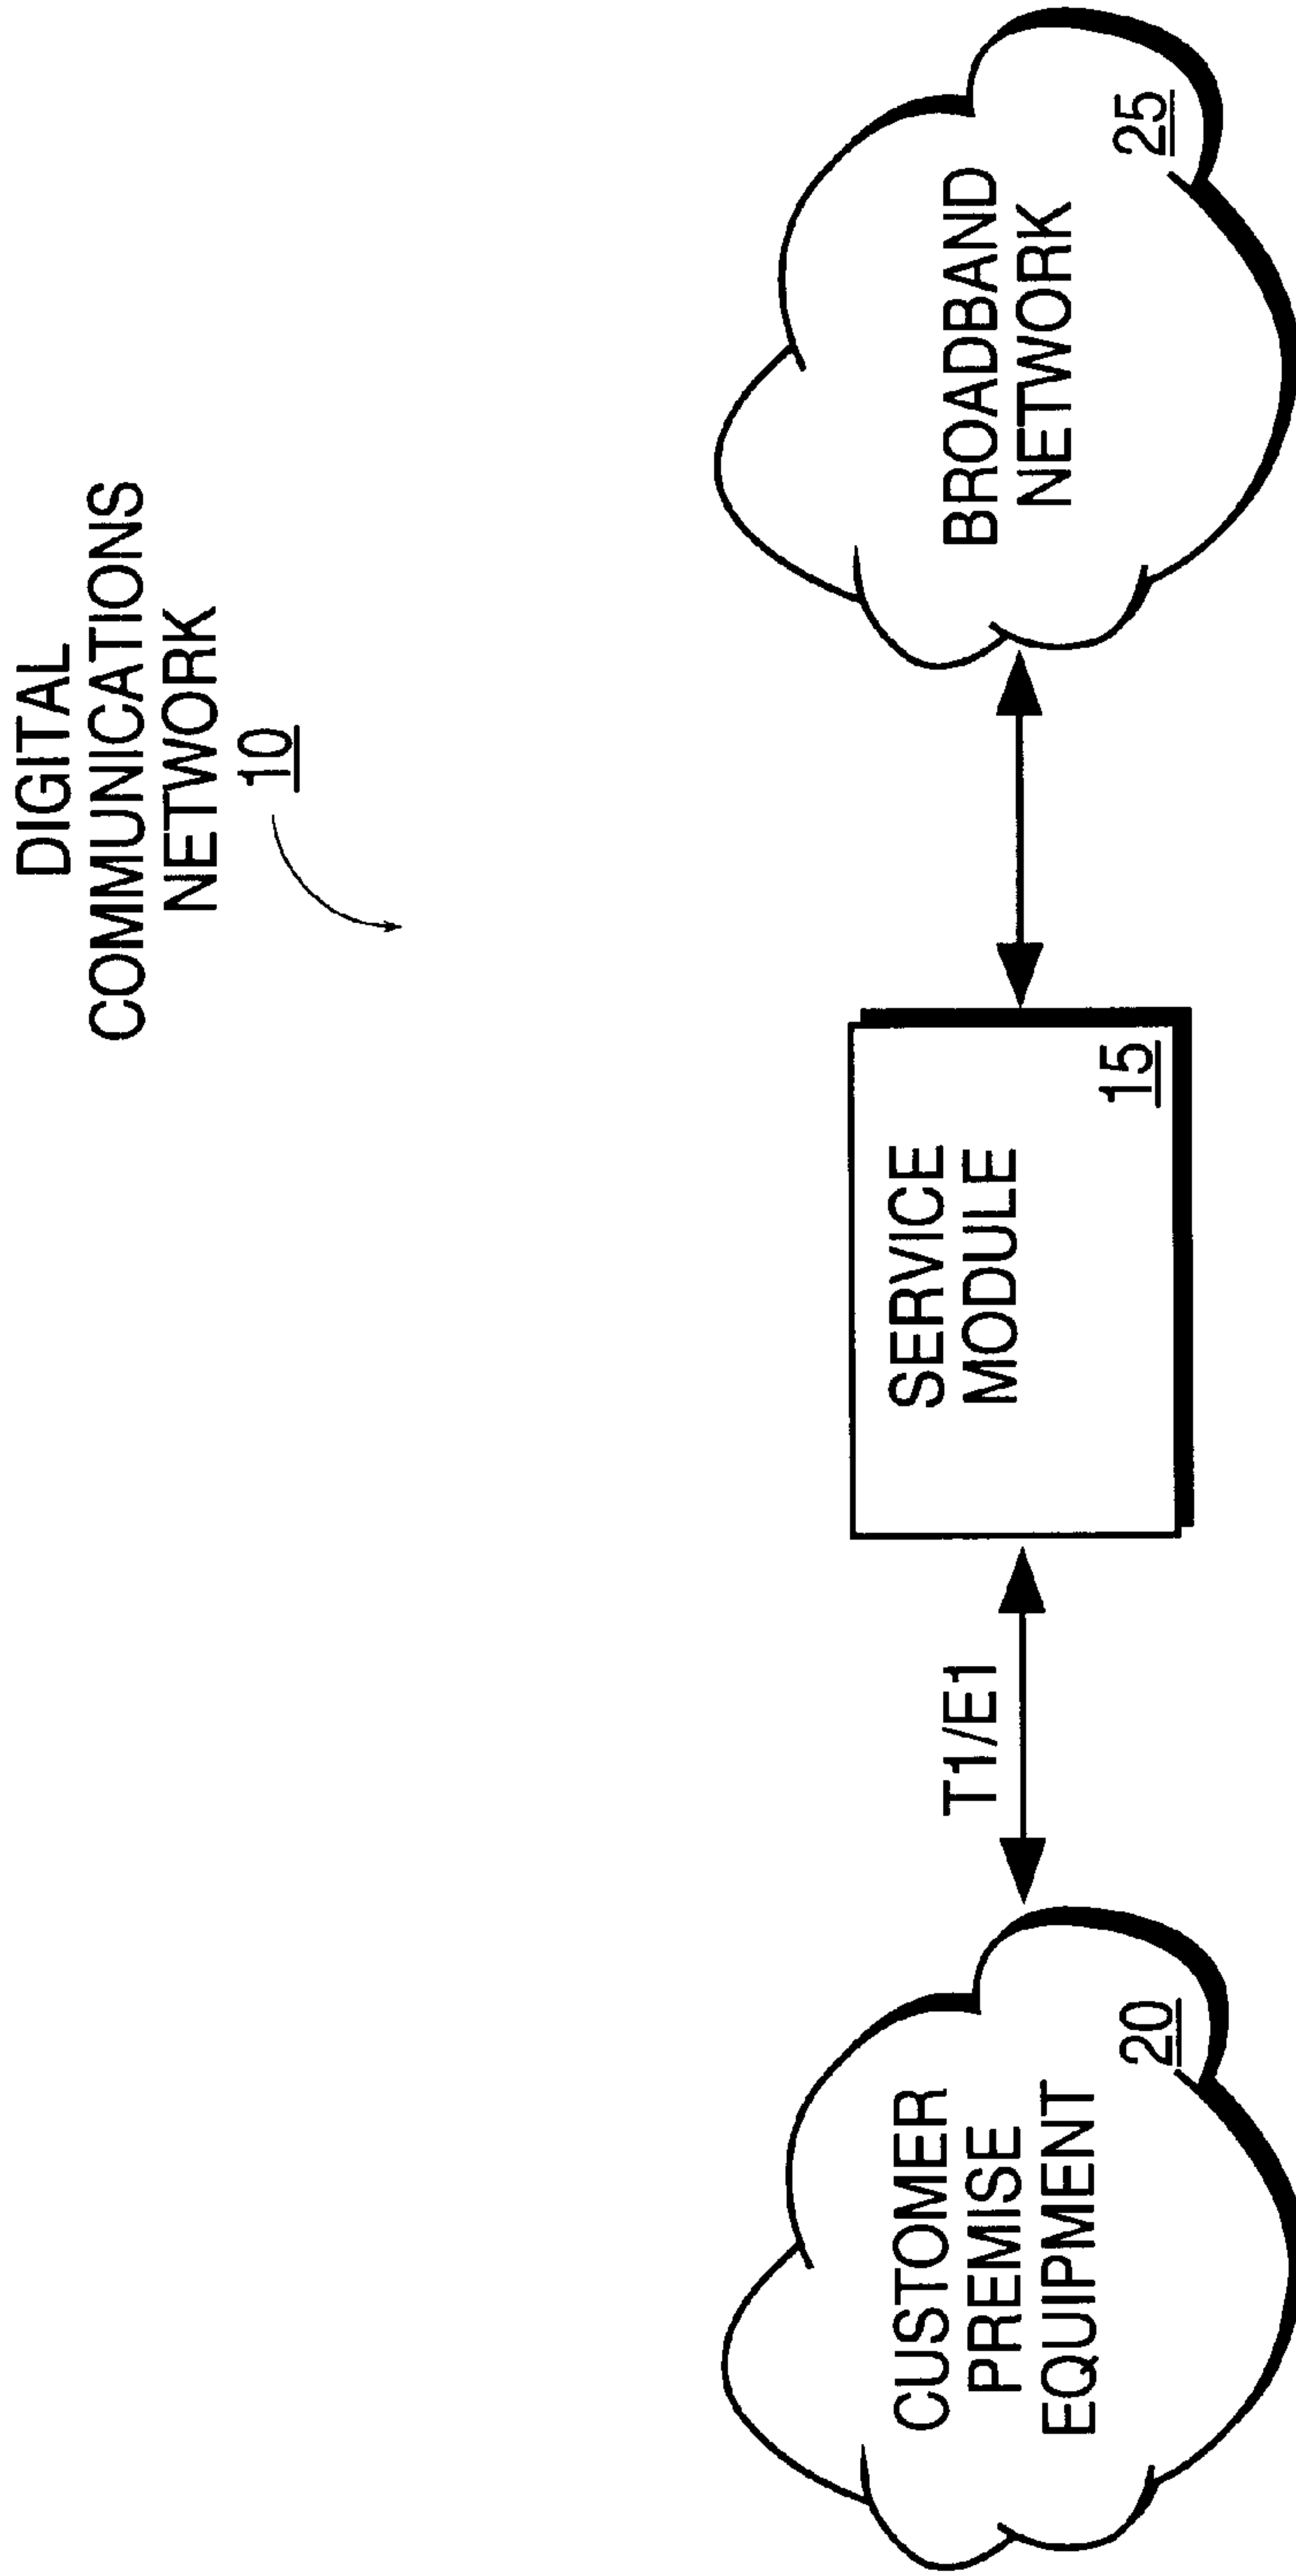 DIGITAL
COMMUNICATIONS
NETWORK
10
CUSTOMER
PREMISE
EQUIPMENT
20
T1/E1
SERVICE
MODULE
15
BROADBAND
NETWORK
25